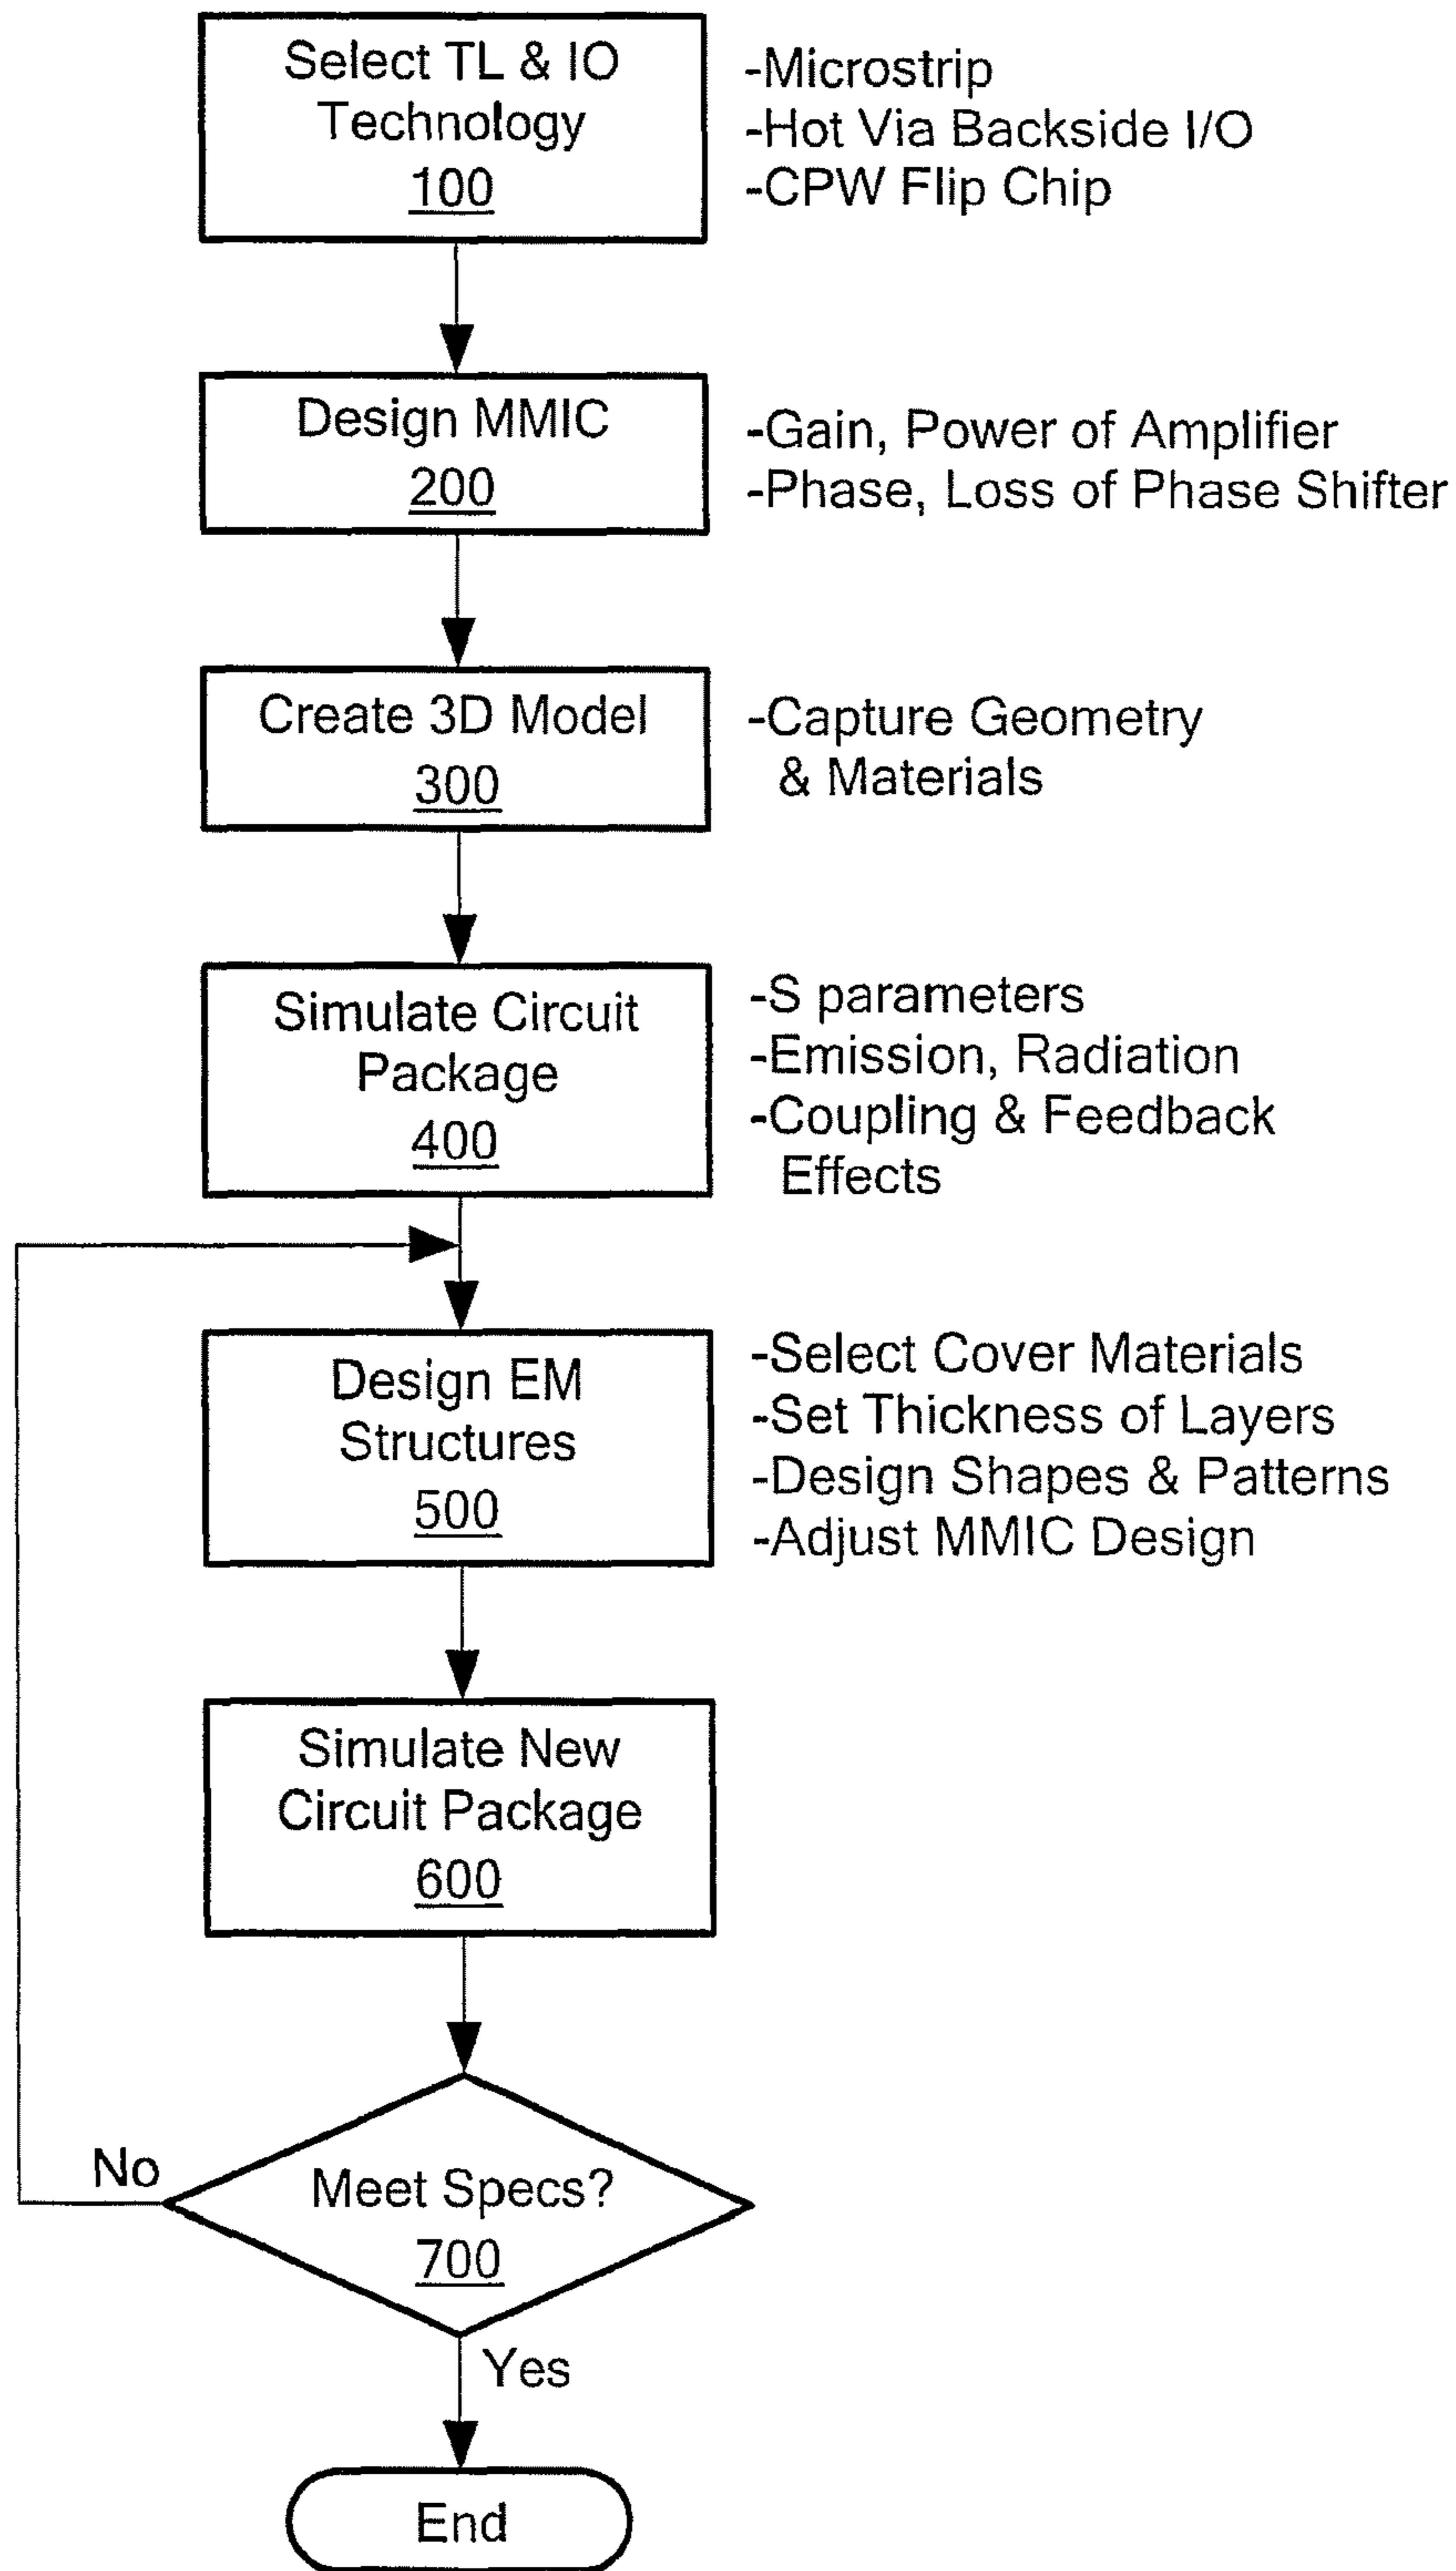 Select TL & IO
Technology
100
-Microstrip
-Hot Via Backside I/O
-CPW Flip Chip
Design MMIC
200
-Gain, Power of Amplifier
-Phase, Loss of Phase Shifter
Create 3D Model
300
-Capture Geometry
& Materials
Simulate Circuit
Package
400
-S parameters
-Emission, Radiation
-Coupling & Feedback
Effects
Design EM
Structures
500
-Select Cover Materials
-Set Thickness of Layers
-Design Shapes & Patterns
-Adjust MMIC Design
Simulate New
Circuit Package
600
No
Meet Specs?
700
Yes
End